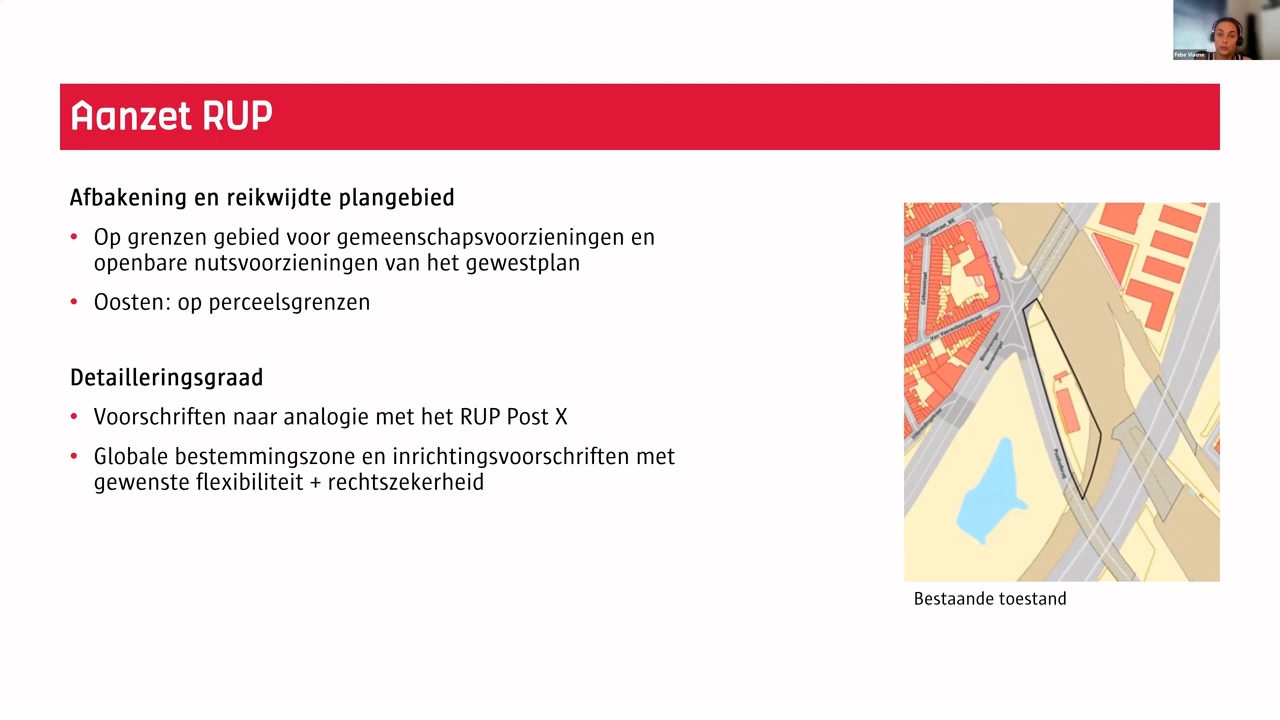 Febe Vlaene
Aanzet RUP
Afbakening en reikwijdte plangebied
• Op grenzen gebied voor gemeenschapsvoorzieningen en
openbare nutsvoorzieningen van het gewestplan
• Oosten: op perceelsgrenzen
Detailleringsgraad
• Voorschriften naar analogie met het RUP Post X
• Globale bestemmingszone en inrichtingsvoorschriften met
gewenste flexibiliteit + rechtszekerheid
Bestaande toestand